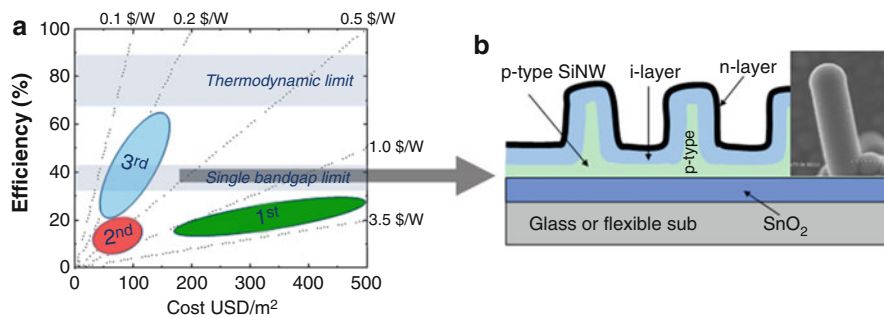 a
0.1 $/W
0.2 $/W
0.5 $/W
1.0 $/W
3.5 $/W
Efficiency (%)
100
80
60
40
20
0
0
100
200
300
400
500
Cost USD/m²
Thermodynamic limit
Single bandgap limit
3rd
2nd
1st
b
p-type SiNW
i-layer
n-layer
p-type
SnO₂
Glass or flexible sub